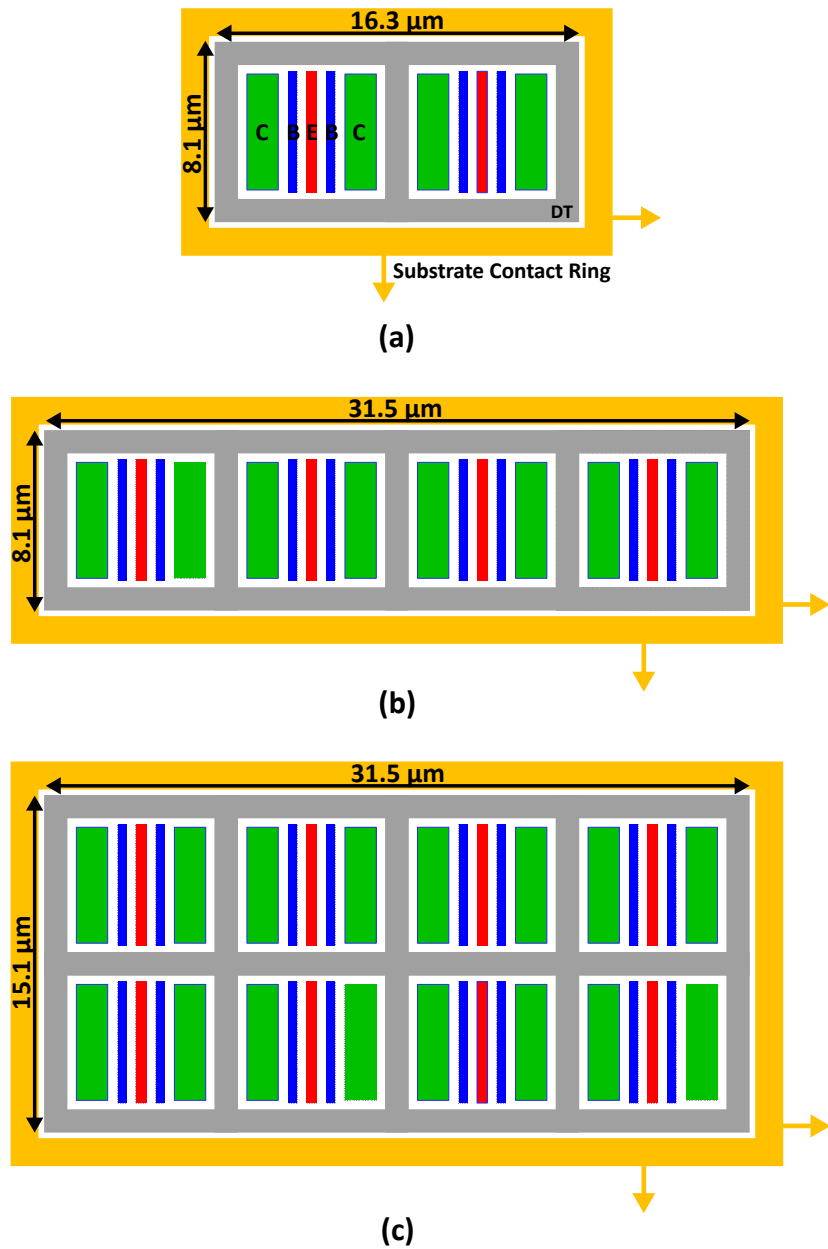 16.3 µm
8.1 µm
C B E B C
DT
Substrate Contact Ring
(a)
31.5 µm
8.1 µm
(b)
31.5 µm
15.1 µm
(c)